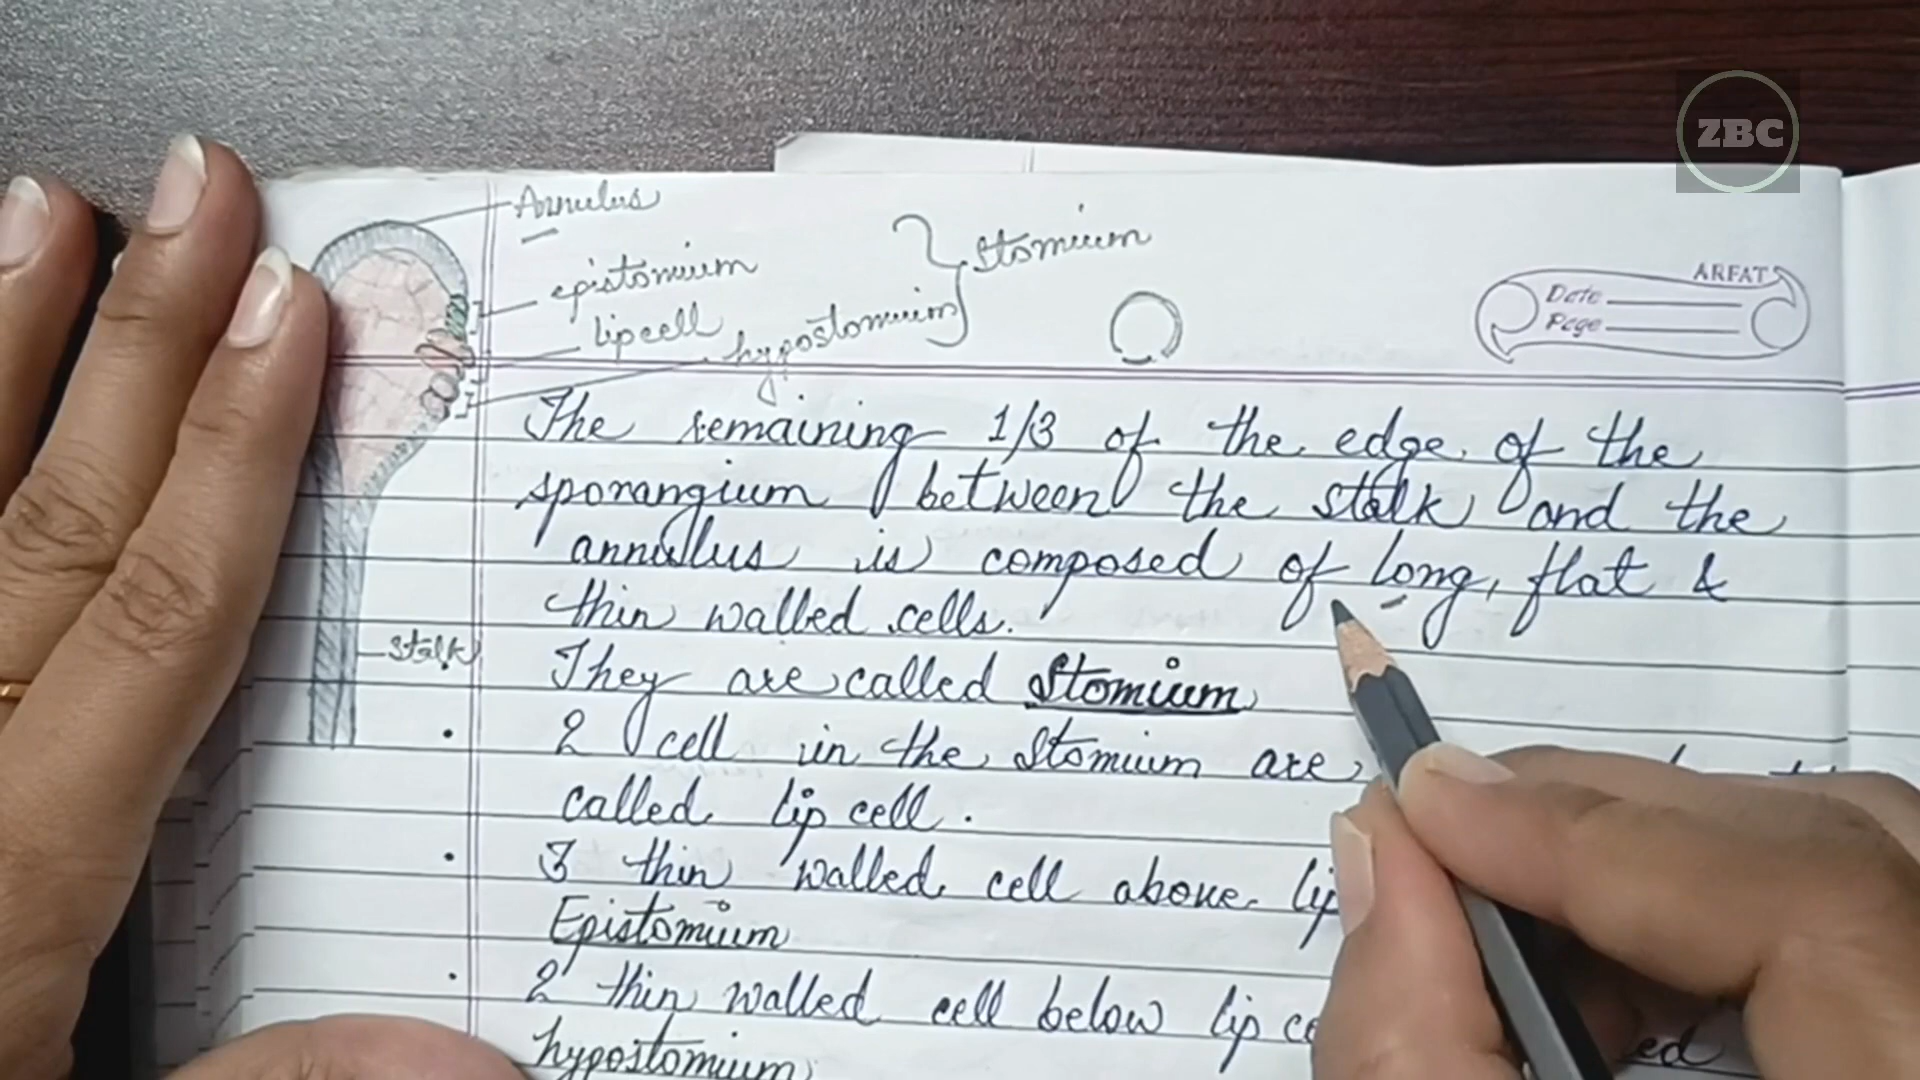 ZBC
Annulus
epistomium
Stomium
lip cell
hypostomium
ARFAT
Date
Page
The remaining 1/3 of the edge of the
sporangium between the stalk and the
annulus is composed of long, flat &
thin walled cells.
Stalk
They are called Stomium
2 cell in the Stomium are
called lip cell.
3 thin walled cell above lip
Epistomium
2 thin walled cell below lip
hypostomium